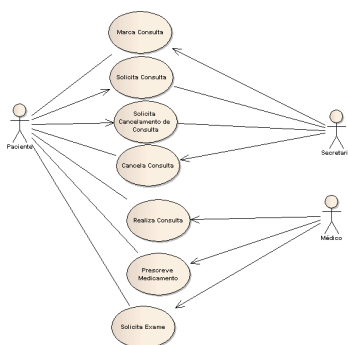 Marca Consulta
Solicita Consulta
Solicita
Cancelamento de
Consulta
Paciente
Secretari
Cancela Consulta
Realiza Consulta
Médico
Prescreve
Medicamento
Solicita Exame